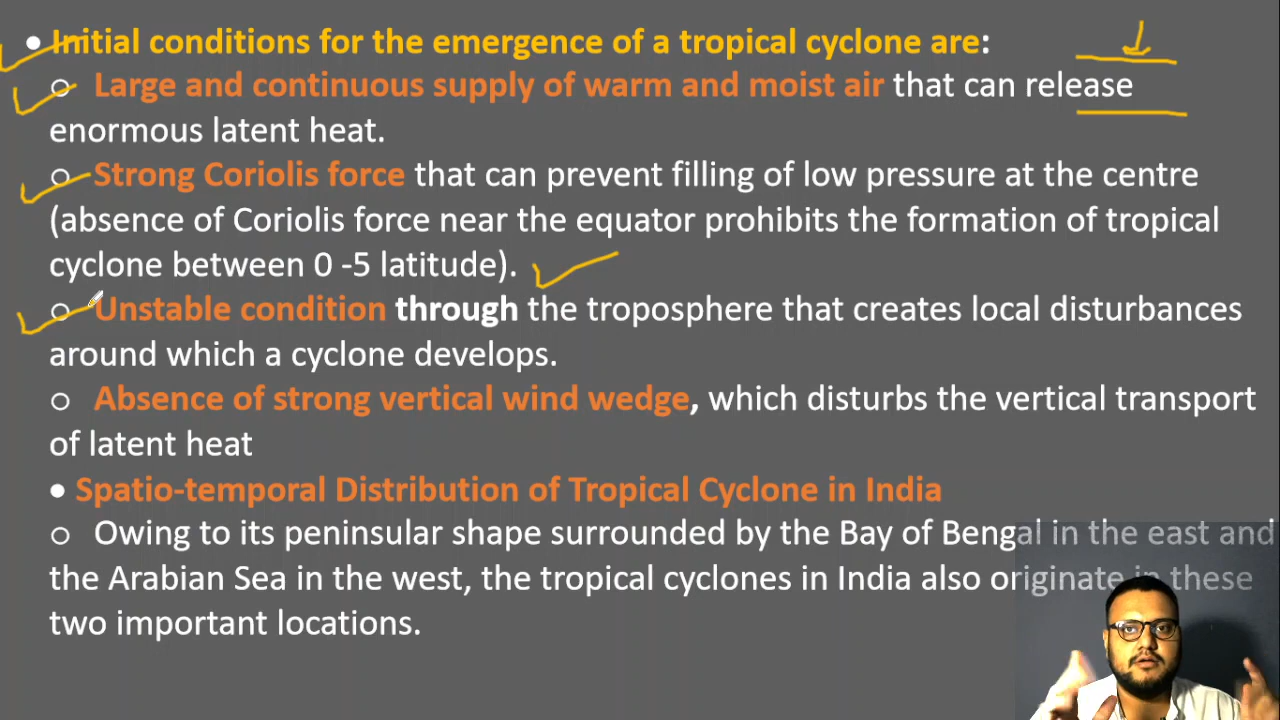 • Initial conditions for the emergence of a tropical cyclone are:
○ Large and continuous supply of warm and moist air that can release
enormous latent heat.
○ Strong Coriolis force that can prevent filling of low pressure at the centre
(absence of Coriolis force near the equator prohibits the formation of tropical
cyclone between 0 -5 latitude).
○ Unstable condition through the troposphere that creates local disturbances
around which a cyclone develops.
○ Absence of strong vertical wind wedge, which disturbs the vertical transport
of latent heat
• Spatio-temporal Distribution of Tropical Cyclone in India
○ Owing to its peninsular shape surrounded by the Bay of Bengal in the east and
the Arabian Sea in the west, the tropical cyclones in India also originate in these
two important locations.